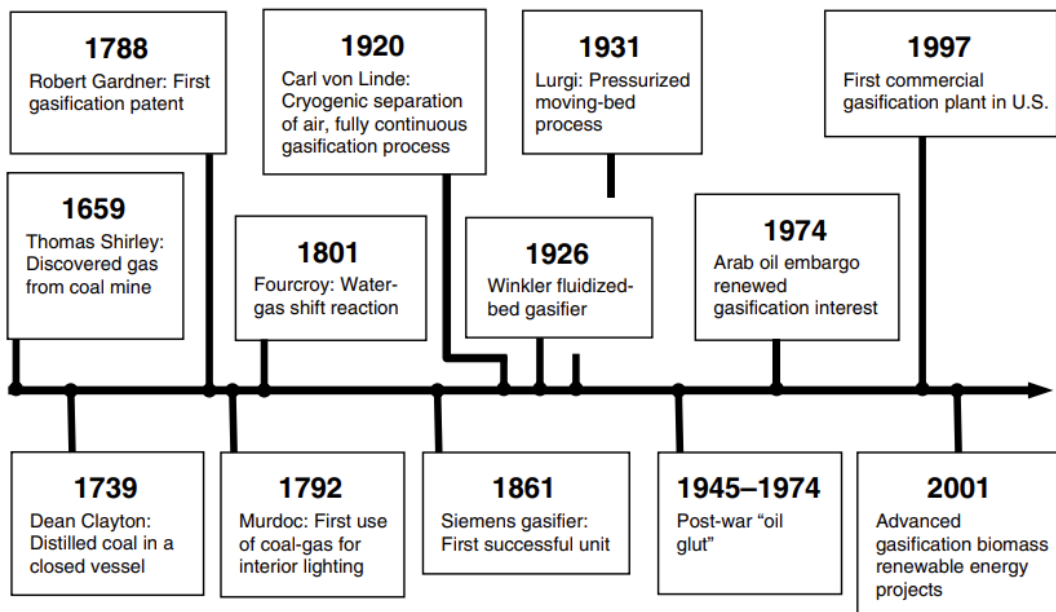 1788
Robert Gardner: First
gasification patent
1920
Carl von Linde:
Cryogenic separation
of air, fully continuous
gasification process
1931
Lurgi: Pressurized
moving-bed
process
1997
First commercial
gasification plant in U.S.
1659
Thomas Shirley:
Discovered gas
from coal mine
1801
Fourcroy: Water-
gas shift reaction
1926
Winkler fluidized-
bed gasifier
1974
Arab oil embargo
renewed
gasification interest
1739
Dean Clayton:
Distilled coal in a
closed vessel
1792
Murdoc: First use
of coal-gas for
interior lighting
1861
Siemens gasifier:
First successful unit
1945–1974
Post-war “oil
glut”
2001
Advanced
gasification biomass
renewable energy
projects